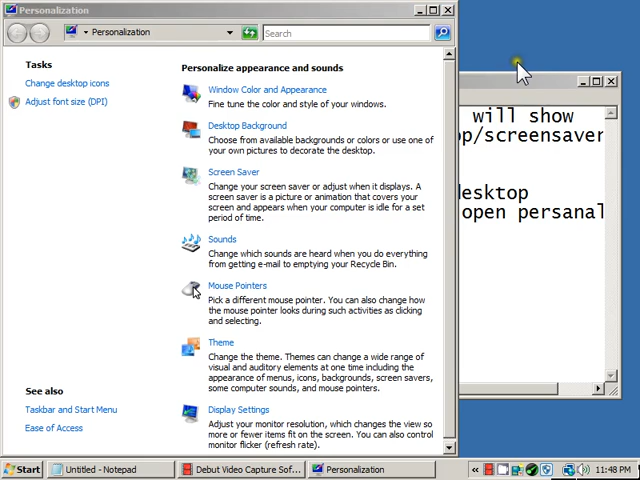 Personalization
Personalization
Search
Tasks
Change desktop icons
Adjust font size (DPI)
See also
Taskbar and Start Menu
Ease of Access
Personalize appearance and sounds
Window Color and Appearance
Fine tune the color and style of your windows.
Desktop Background
Choose from available backgrounds or colors or use one
of your own pictures to decorate the desktop.
Screen Saver
Change your screen saver or adjust when it displays. A
screen saver is a picture or animation that covers your
screen and appears when your computer is idle for a set
period of time.
Sounds
Change which sounds are heard when you do everything
from getting e-mail to emptying your Recycle Bin.
Mouse Pointers
Pick a different mouse pointer. You can also change how
the mouse pointer looks during such activities as clicking
and selecting.
Theme
Change the theme. Themes can change a wide range of
visual and auditory elements at one time including the
appearance of menus, icons, backgrounds, screen savers,
some computer sounds, and mouse pointers.
Display Settings
Adjust your monitor resolution, which changes the view so
more or fewer items fit on the screen. You can also control
monitor flicker (refresh rate).
will show
op/screensaver
desktop
open persanal
Start
Untitled - Notepad
Debut Video Capture Sof...
Personalization
11:48 PM